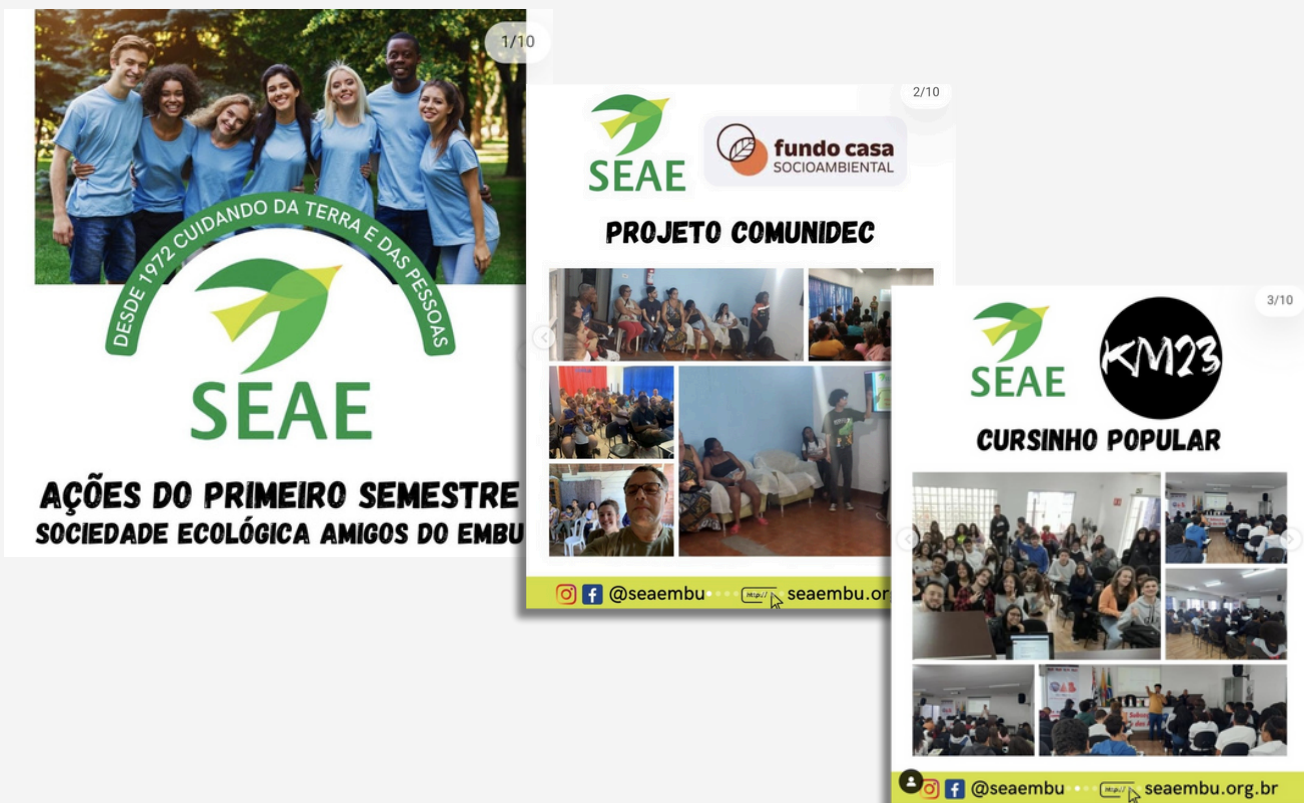 1/10
DESDE 1972 CUIDANDO DA TERRA E DAS PESSOAS
SEAE
AÇÕES DO PRIMEIRO SEMESTRE
SOCIEDADE ECOLÓGICA AMIGOS DO EMBU
2/10
SEAE
fundo casa
SOCIOAMBIENTAL
PROJETO COMUNIDEC
@seaembu
http://
seaembu.or
3/10
SEAE
KM23
CURSINHO POPULAR
@seaembu
http://
seaembu.org.br